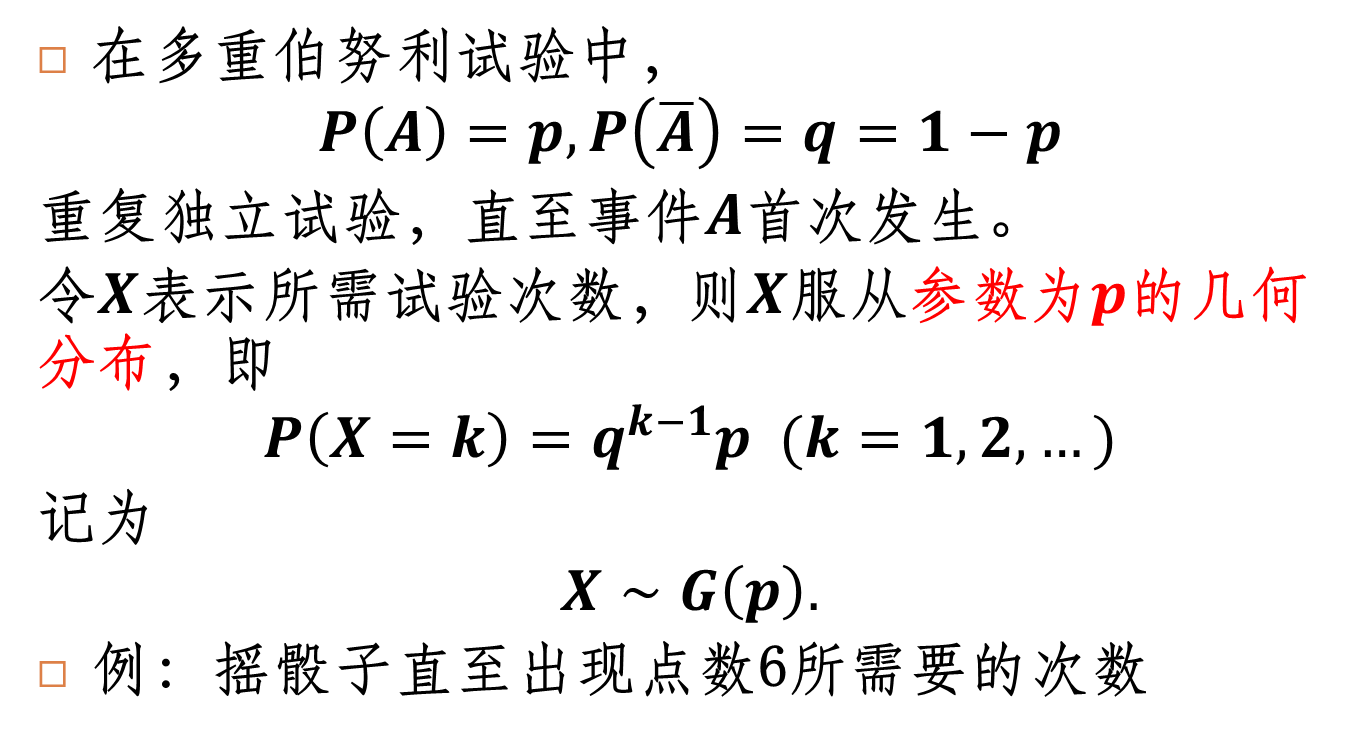 □ 在多重伯努利试验中，
P(A) = p, P(A̅) = q = 1 − p
重复独立试验，直至事件A首次发生。
令X表示所需试验次数，则X服从参数为p的几何
分布，即
P(X = k) = qᵏ⁻¹p (k = 1, 2, …)
记为
X ~ G(p).
□ 例：摇骰子直至出现点数6所需要的次数